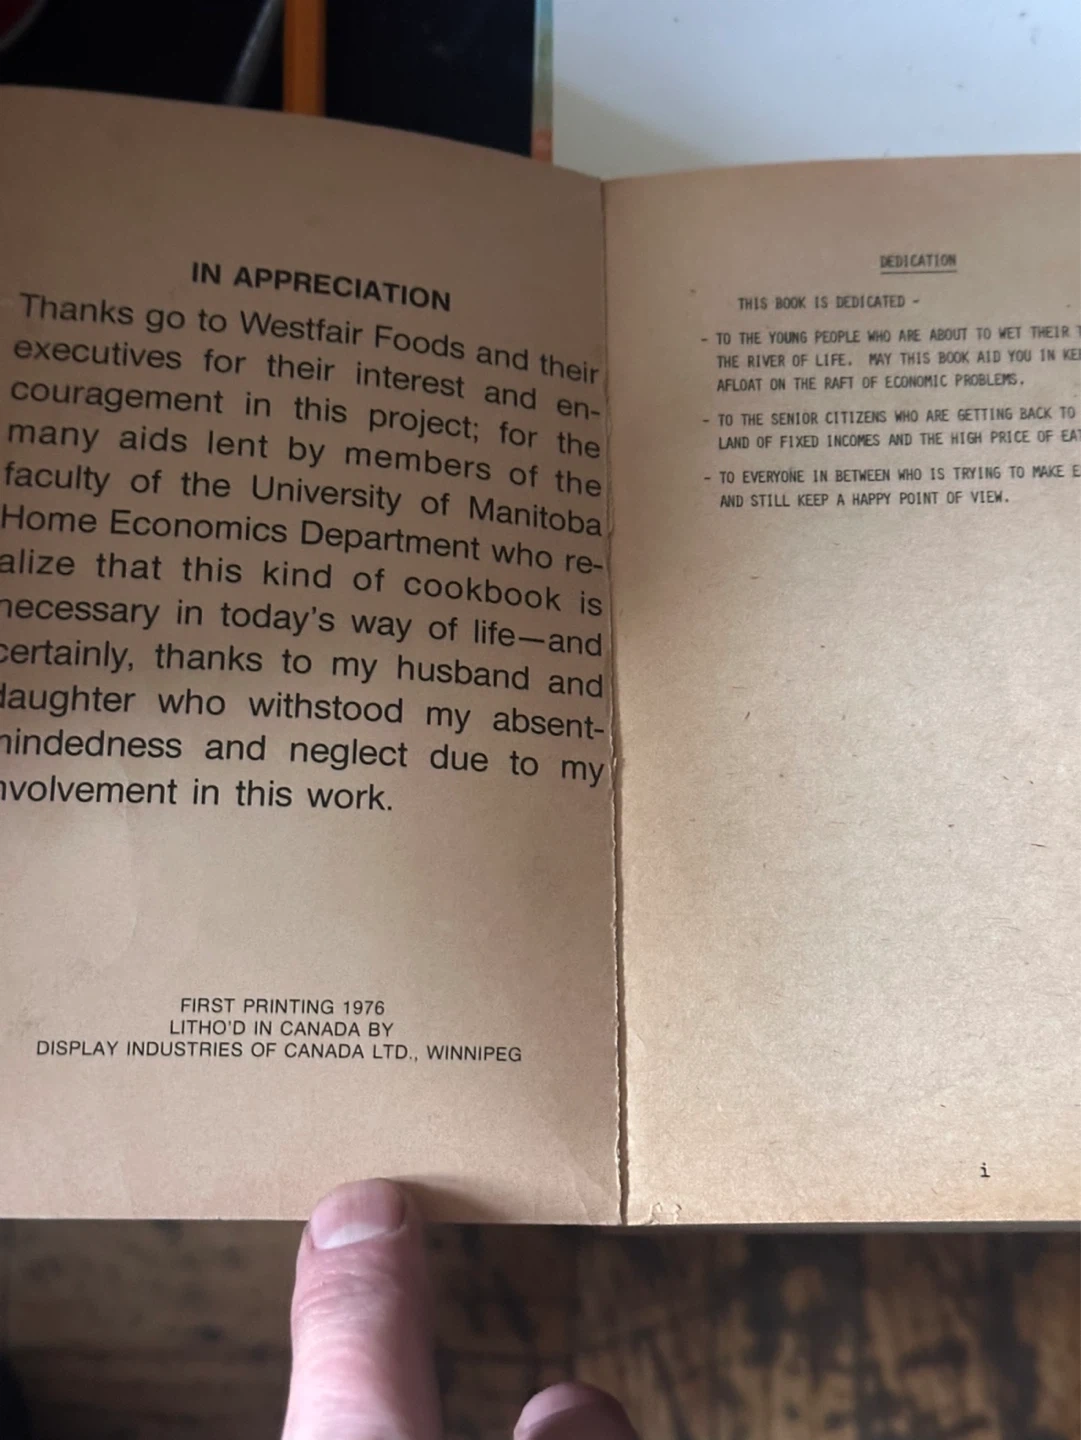 IN APPRECIATION
Thanks go to Westfair Foods and their
executives for their interest and en-
couragement in this project; for the
many aids lent by members of the
faculty of the University of Manitoba
Home Economics Department who re-
alize that this kind of cookbook is
necessary in today's way of life—and
certainly, thanks to my husband and
daughter who withstood my absent-
mindedness and neglect due to my
involvement in this work.
FIRST PRINTING 1976
LITHO'D IN CANADA BY
DISPLAY INDUSTRIES OF CANADA LTD., WINNIPEG
DEDICATION
THIS BOOK IS DEDICATED -
- TO THE YOUNG PEOPLE WHO ARE ABOUT TO WET THEIR
THE RIVER OF LIFE. MAY THIS BOOK AID YOU IN
AFLOAT ON THE RAFT OF ECONOMIC PROBLEMS.
- TO THE SENIOR CITIZENS WHO ARE GETTING BACK TO
LAND OF FIXED INCOMES AND THE HIGH PRICE OF
- TO EVERYONE IN BETWEEN WHO IS TRYING TO MAKE
AND STILL KEEP A HAPPY POINT OF VIEW.
i